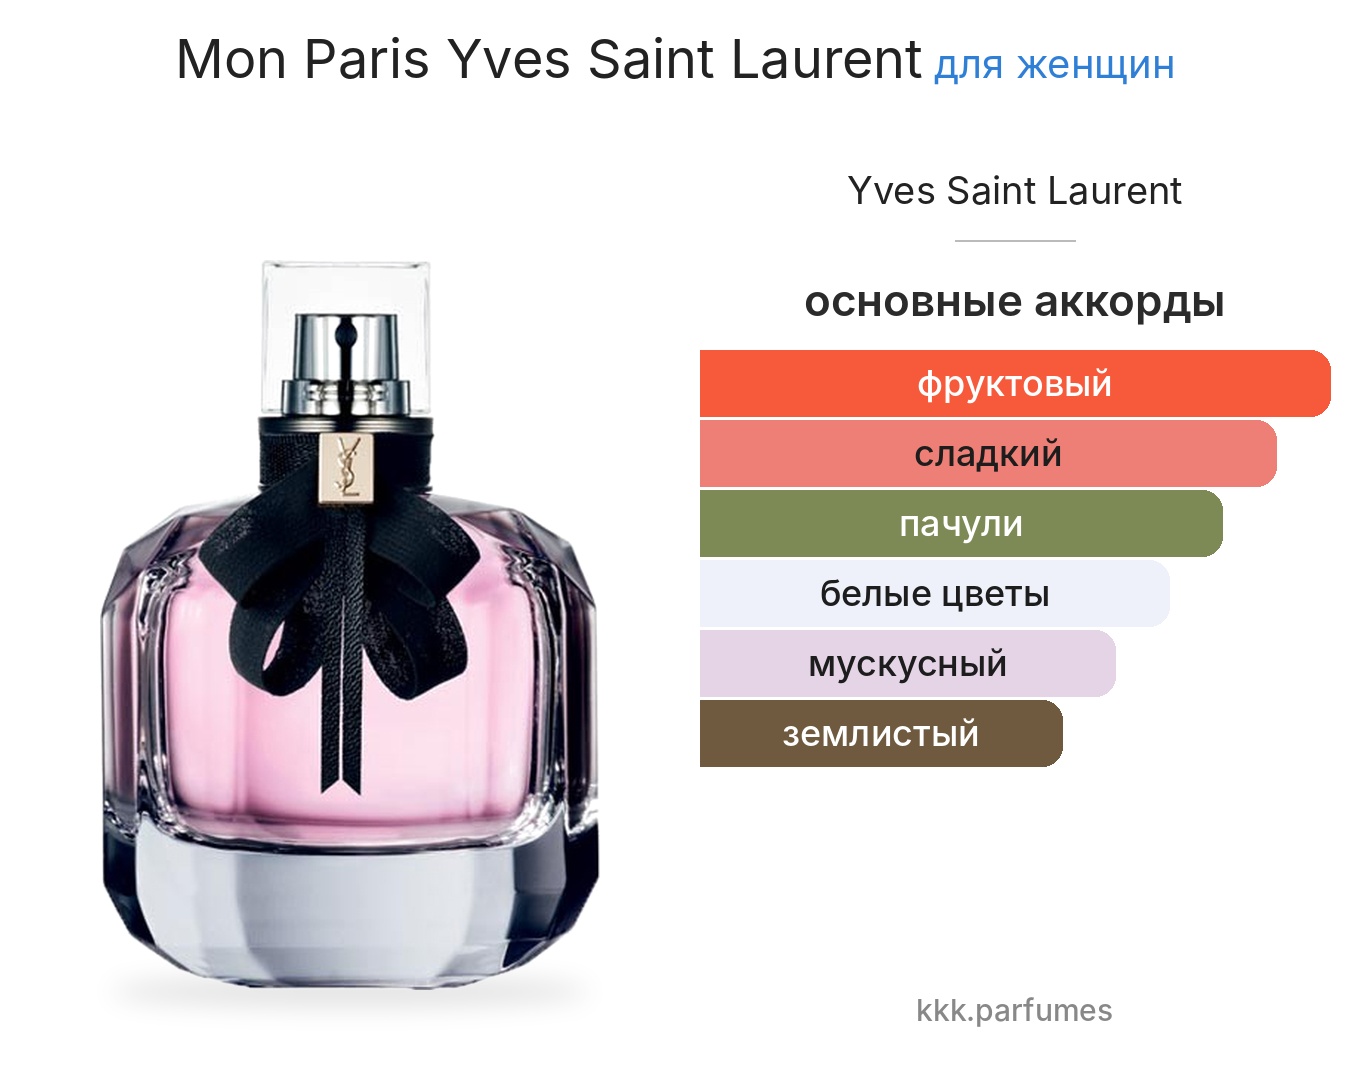 Mon Paris Yves Saint Laurent для женщин
Yves Saint Laurent
основные аккорды
фруктовый
сладкий
пачули
белые цветы
мускусный
землистый
YSL
kkk.parfumes